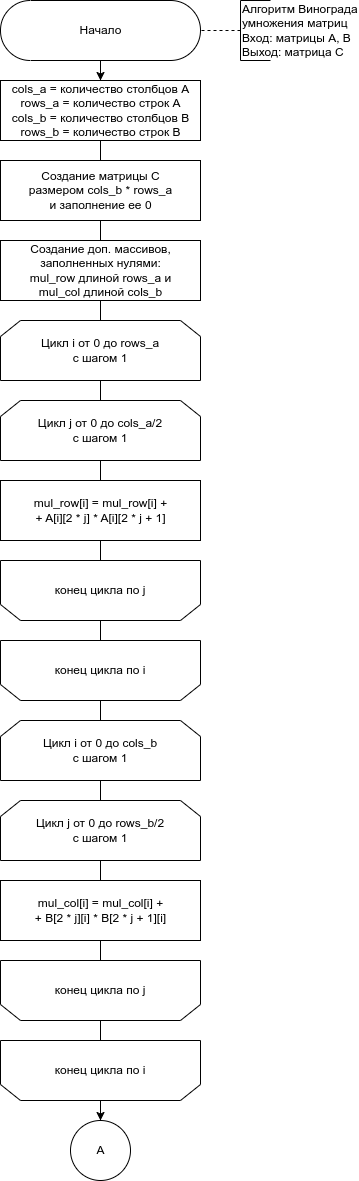 Начало
Алгоритм Винограда
умножения матриц
Вход: матрицы A, B
Выход: матрица C
cols_a = количество столбцов A
rows_a = количество строк A
cols_b = количество столбцов B
rows_b = количество строк B
Создание матрицы C
размером cols_b * rows_a
и заполнение ее 0
Создание доп. массивов,
заполненных нулями:
mul_row длиной rows_a и
mul_col длиной cols_b
Цикл i от 0 до rows_a
с шагом 1
Цикл j от 0 до cols_a/2
с шагом 1
mul_row[i] = mul_row[i] +
+ A[i][2 * j] * A[i][2 * j + 1]
конец цикла по j
конец цикла по i
Цикл i от 0 до cols_b
с шагом 1
Цикл j от 0 до rows_b/2
с шагом 1
mul_col[i] = mul_col[i] +
+ B[2 * j][i] * B[2 * j + 1][i]
конец цикла по j
конец цикла по i
A